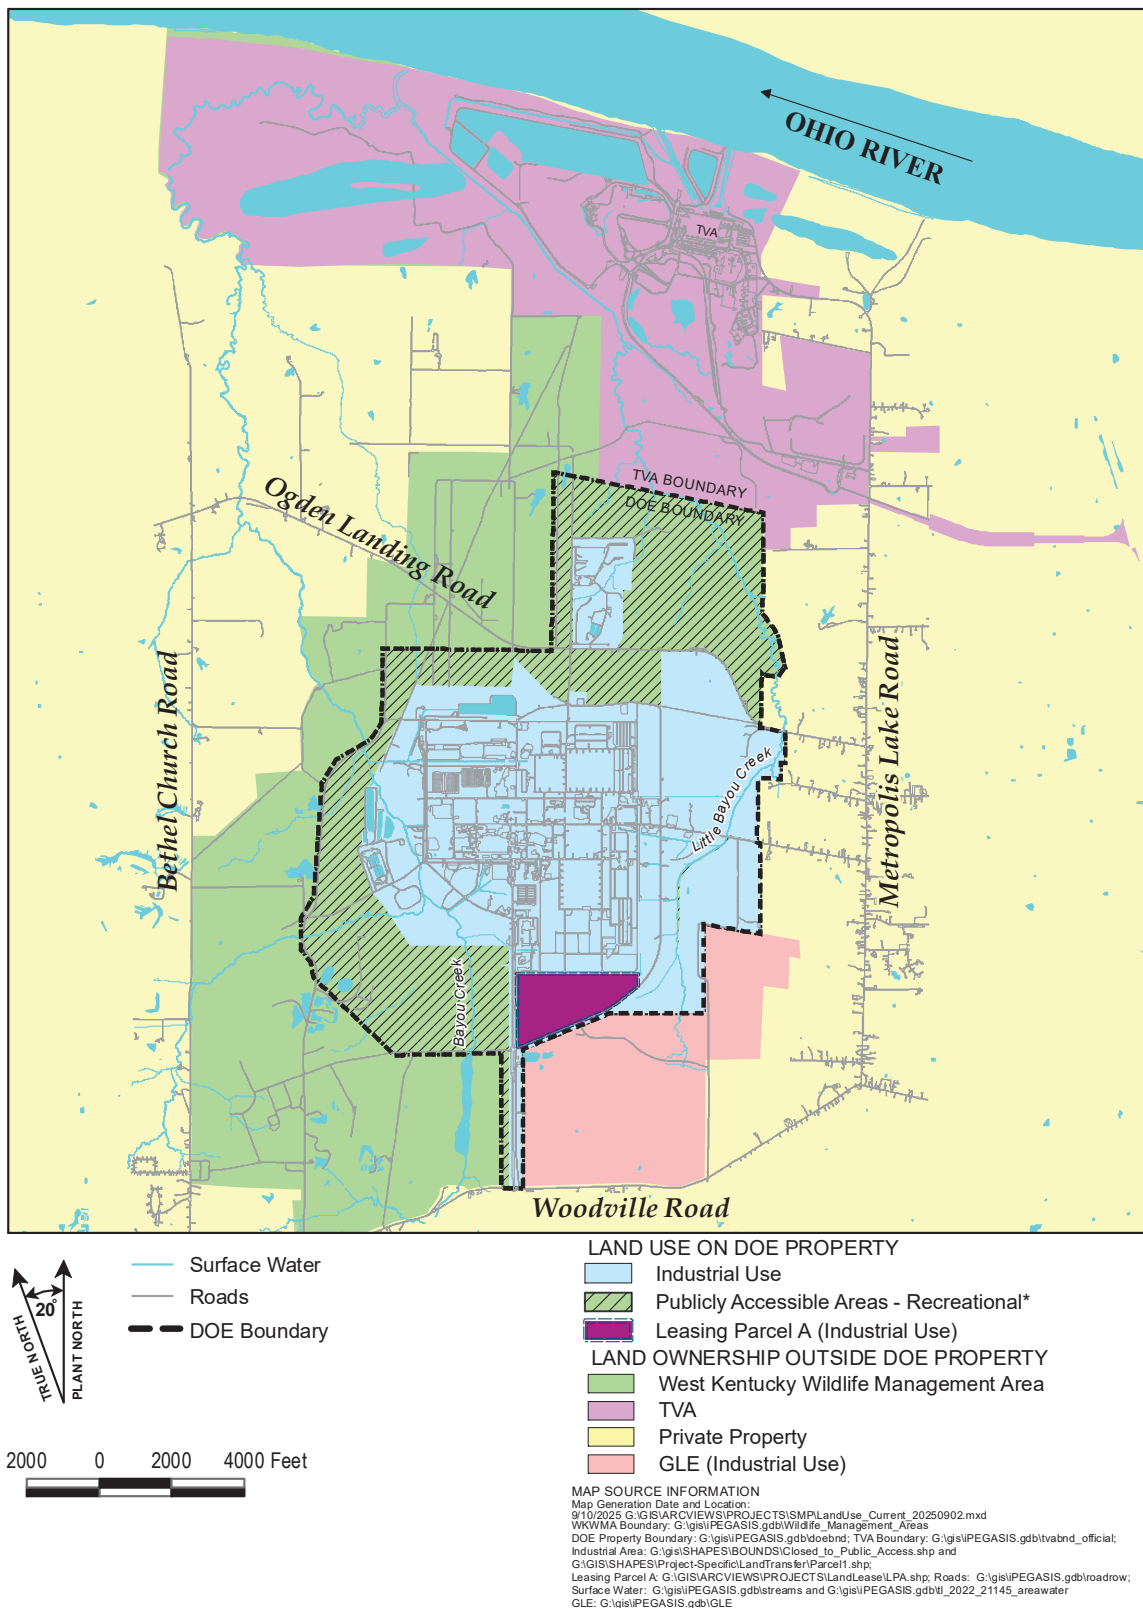 OHIO RIVER
TVA
TVA BOUNDARY
DOE BOUNDARY
Ogden Landing Road
Bethel Church Road
Metropolis Lake Road
Little Bayou Creek
Bayou Creek
Woodville Road
TRUE NORTH
20°
PLANT NORTH
Surface Water
Roads
DOE Boundary
2000 0 2000 4000 Feet
LAND USE ON DOE PROPERTY
Industrial Use
Publicly Accessible Areas - Recreational*
Leasing Parcel A (Industrial Use)
LAND OWNERSHIP OUTSIDE DOE PROPERTY
West Kentucky Wildlife Management Area
TVA
Private Property
GLE (Industrial Use)
MAP SOURCE INFORMATION
Map Generation Date and Location:
9/10/2025 G:\GIS\ARCVIEWS\PROJECTS\SMP\LandUse_Current_20250902.mxd
WKWMA Boundary: G:\gis\iPEGASIS.gdb\Wildlife_Management_Areas
DOE Property Boundary: G:\gis\iPEGASIS.gdb\doebnd; TVA Boundary: G:\gis\iPEGASIS.gdb\tvabnd_official;
Industrial Area: G:\gis\SHAPES\BOUNDS\Closed_to_Public_Access.shp and
G:\GIS\SHAPES\Project-Specific\LandTransfer\Parcel1.shp;
Leasing Parcel A: G:\GIS\ARCVIEWS\PROJECTS\LandLease\LPA.shp; Roads: G:\gis\iPEGASIS.gdb\roadrow;
Surface Water: G:\gis\iPEGASIS.gdb\streams and G:\gis\iPEGASIS.gdb\tl_2022_21145_areawater
GLE: G:\gis\iPEGASIS.gdb\GLE